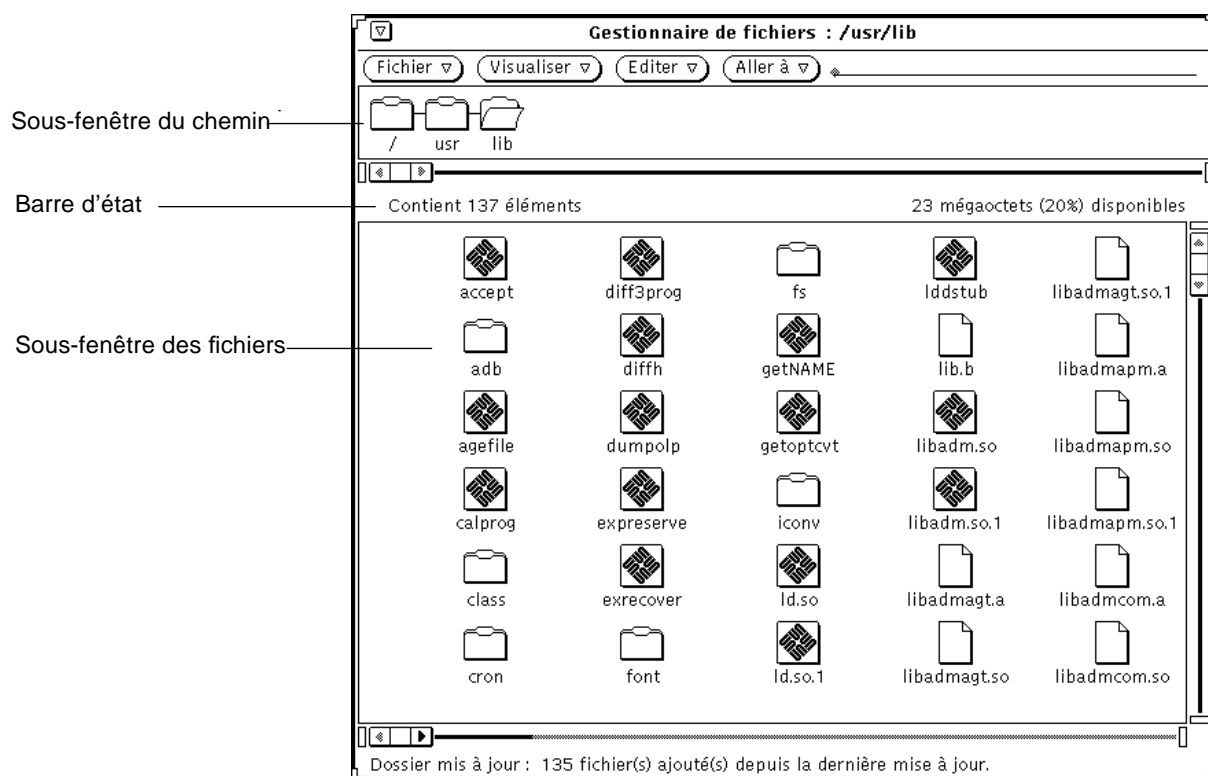 Gestionnaire de fichiers : /usr/lib
Fichier Visualiser Editer Aller à
Sous-fenêtre du chemin
/ usr lib
Barre d’état
Contient 137 éléments 23 mégaoctets (20%) disponibles
accept diff3prog fs lddstub libadmagt.so.1
Sous-fenêtre des fichiers
adb diffh getNAME lib.b libadmapm.a
agefile dumpolp getoptcvt libadm.so libadmapm.so
calprog expreserve iconv libadm.so.1 libadmapm.so.1
class exrecover ld.so libadmagt.a libadmcom.a
cron font ld.so.1 libadmagt.so libadmcom.so
Dossier mis à jour : 135 fichier(s) ajouté(s) depuis la dernière mise à jour.